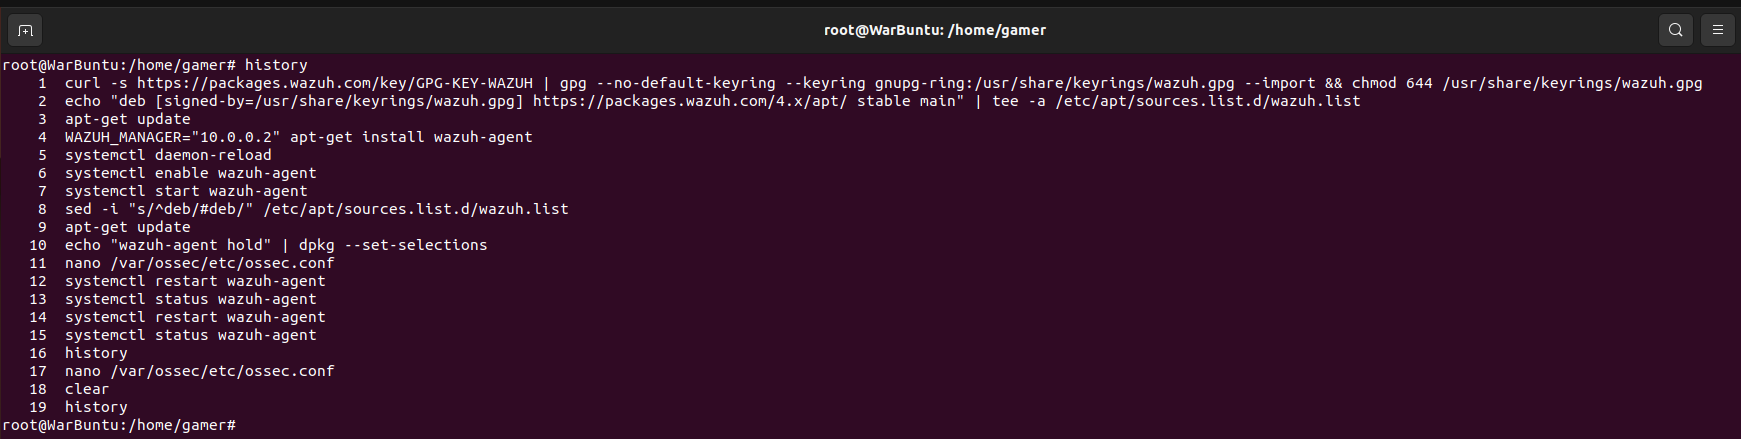 root@WarBuntu: /home/gamer
root@WarBuntu:/home/gamer# history
1 curl -s https://packages.wazuh.com/key/GPG-KEY-WAZUH | gpg --no-default-keyring --keyring gnupg-ring:/usr/share/keyrings/wazuh.gpg --import && chmod 644 /usr/share/keyrings/wazuh.gpg
2 echo "deb [signed-by=/usr/share/keyrings/wazuh.gpg] https://packages.wazuh.com/4.x/apt/ stable main" | tee -a /etc/apt/sources.list.d/wazuh.list
3 apt-get update
4 WAZUH_MANAGER="10.0.0.2" apt-get install wazuh-agent
5 systemctl daemon-reload
6 systemctl enable wazuh-agent
7 systemctl start wazuh-agent
8 sed -i "s/^deb/#deb/" /etc/apt/sources.list.d/wazuh.list
9 apt-get update
10 echo "wazuh-agent hold" | dpkg --set-selections
11 nano /var/ossec/etc/ossec.conf
12 systemctl restart wazuh-agent
13 systemctl status wazuh-agent
14 systemctl restart wazuh-agent
15 systemctl status wazuh-agent
16 history
17 nano /var/ossec/etc/ossec.conf
18 clear
19 history
root@WarBuntu:/home/gamer#